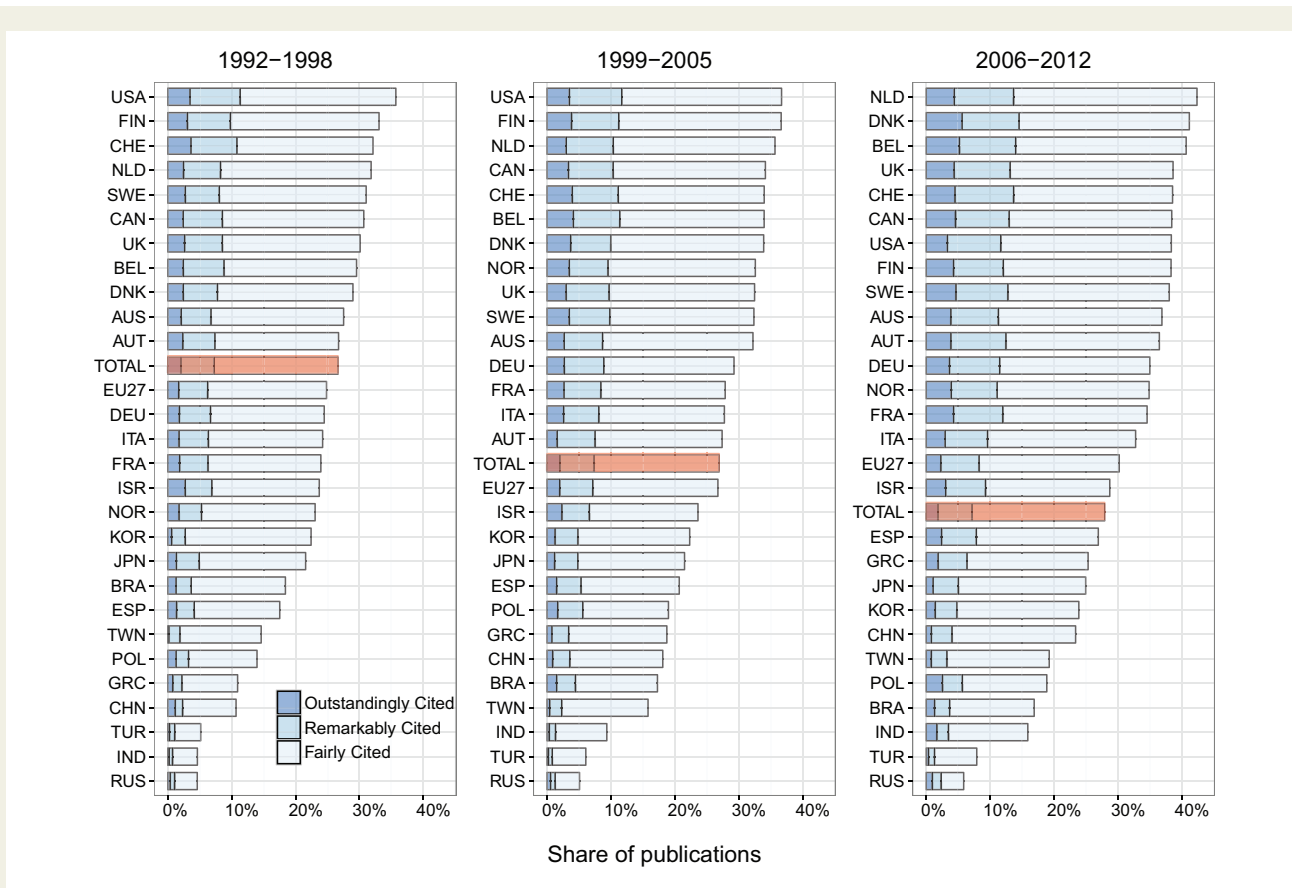 1992−1998
USA
FIN
CHE
NLD
SWE
CAN
UK
BEL
DNK
AUS
AUT
TOTAL
EU27
DEU
ITA
FRA
ISR
NOR
KOR
JPN
BRA
ESP
TWN
POL
GRC
CHN
TUR
IND
RUS
Outstandingly Cited
Remarkably Cited
Fairly Cited
0% 10% 20% 30% 40%
1999−2005
USA
FIN
NLD
CAN
CHE
BEL
DNK
NOR
UK
SWE
AUS
DEU
FRA
ITA
AUT
TOTAL
EU27
ISR
KOR
JPN
ESP
POL
GRC
CHN
BRA
TWN
IND
TUR
RUS
0% 10% 20% 30% 40%
2006−2012
NLD
DNK
BEL
UK
CHE
CAN
USA
FIN
SWE
AUS
AUT
DEU
NOR
FRA
ITA
EU27
ISR
TOTAL
ESP
GRC
JPN
KOR
CHN
TWN
POL
BRA
IND
TUR
RUS
0% 10% 20% 30% 40%
Share of publications